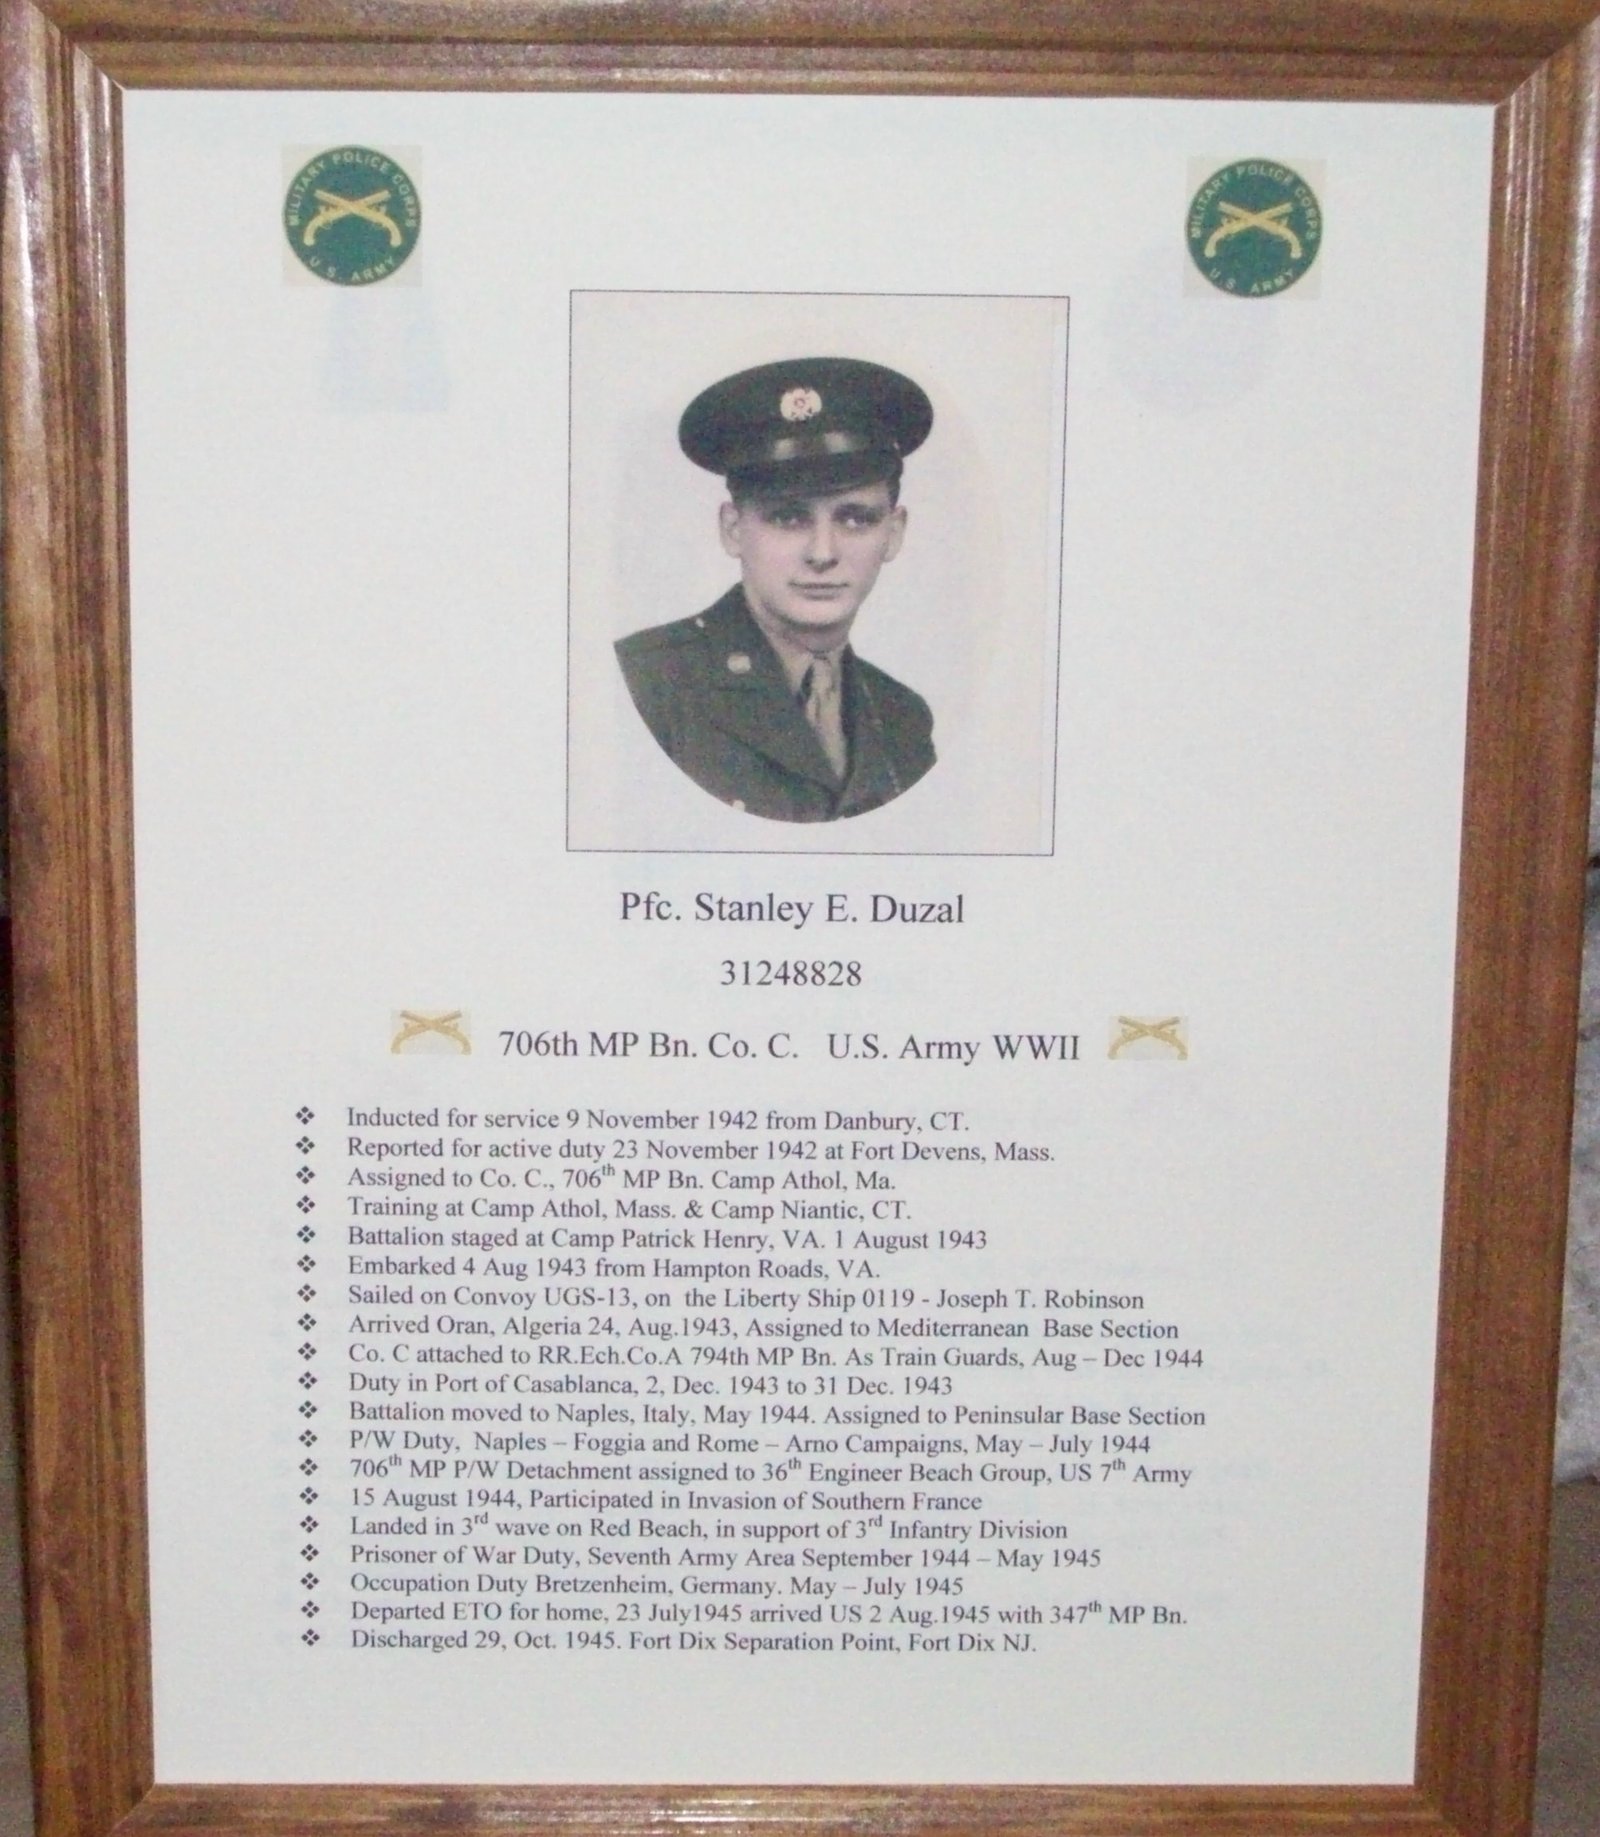 MILITARY POLICE CORPS
U.S. ARMY
MILITARY POLICE CORPS
U.S. ARMY
Pfc. Stanley E. Duzal
31248828
706th MP Bn. Co. C. U.S. Army WWII
❖ Inducted for service 9 November 1942 from Danbury, CT.
❖ Reported for active duty 23 November 1942 at Fort Devens, Mass.
❖ Assigned to Co. C., 706th MP Bn. Camp Athol, Ma.
❖ Training at Camp Athol, Mass. & Camp Niantic, CT.
❖ Battalion staged at Camp Patrick Henry, VA. 1 August 1943
❖ Embarked 4 Aug 1943 from Hampton Roads, VA.
❖ Sailed on Convoy UGS-13, on the Liberty Ship 0119 - Joseph T. Robinson
❖ Arrived Oran, Algeria 24, Aug.1943, Assigned to Mediterranean Base Section
❖ Co. C attached to RR.Ech.Co.A 794th MP Bn. As Train Guards, Aug – Dec 1944
❖ Duty in Port of Casablanca, 2, Dec. 1943 to 31 Dec. 1943
❖ Battalion moved to Naples, Italy, May 1944. Assigned to Peninsular Base Section
❖ P/W Duty, Naples – Foggia and Rome – Arno Campaigns, May – July 1944
❖ 706th MP P/W Detachment assigned to 36th Engineer Beach Group, US 7th Army
❖ 15 August 1944, Participated in Invasion of Southern France
❖ Landed in 3rd wave on Red Beach, in support of 3rd Infantry Division
❖ Prisoner of War Duty, Seventh Army Area September 1944 – May 1945
❖ Occupation Duty Bretzenheim, Germany. May – July 1945
❖ Departed ETO for home, 23 July1945 arrived US 2 Aug.1945 with 347th MP Bn.
❖ Discharged 29, Oct. 1945. Fort Dix Separation Point, Fort Dix NJ.